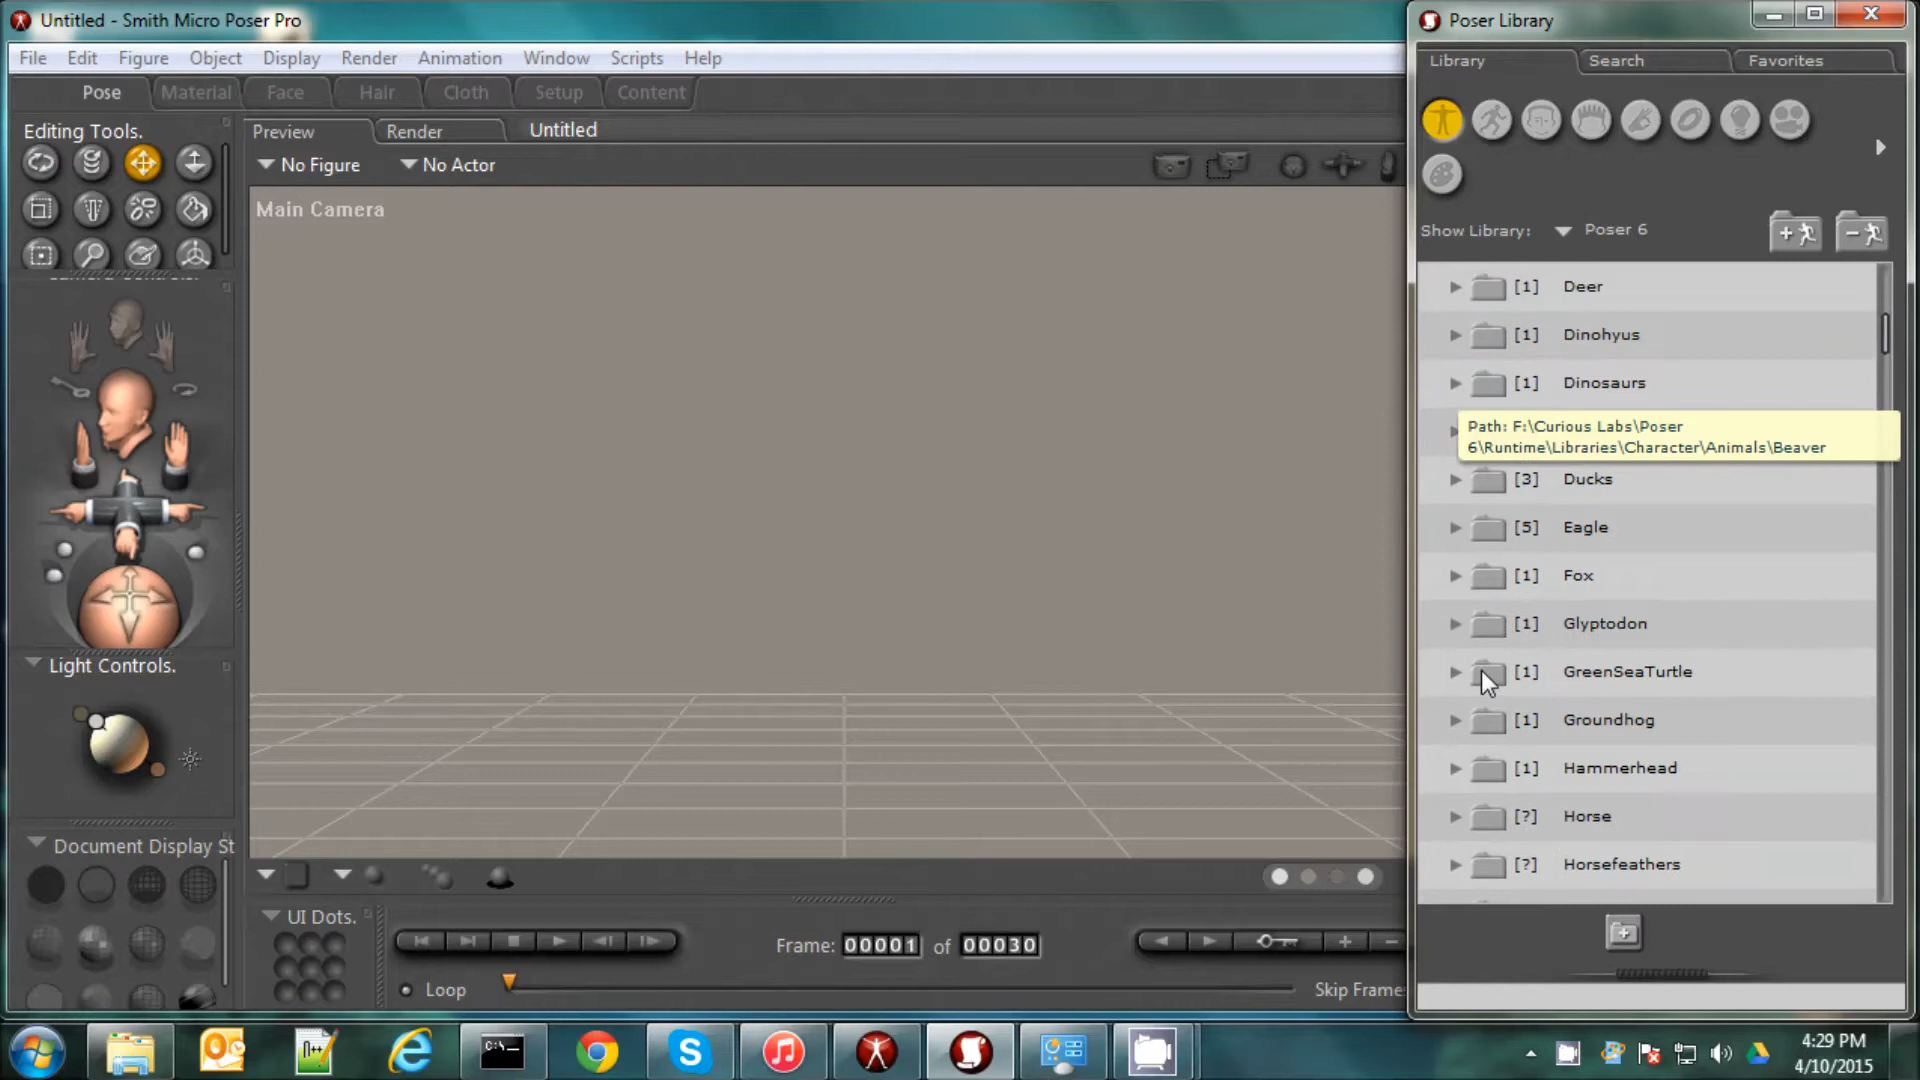 Untitled - Smith Micro Poser Pro
File Edit Figure Object Display Render Animation Window Scripts Help
Pose Material Face Hair Cloth Setup Content
Editing Tools.
Preview Render Untitled
No Figure No Actor
Main Camera
Light Controls.
Document Display St
UI Dots.
Frame: 00001 of 00030
Loop
Skip Frame
Poser Library
Library Search Favorites
Show Library: Poser 6
[1] Deer
[1] Dinohyus
[1] Dinosaurs
Path: F:\Curious Labs\Poser
6\Runtime\Libraries\Character\Animals\Beaver
[3] Ducks
[5] Eagle
[1] Fox
[1] Glyptodon
[1] GreenSeaTurtle
[1] Groundhog
[1] Hammerhead
[?] Horse
[?] Horsefeathers
C:\
4:29 PM
4/10/2015